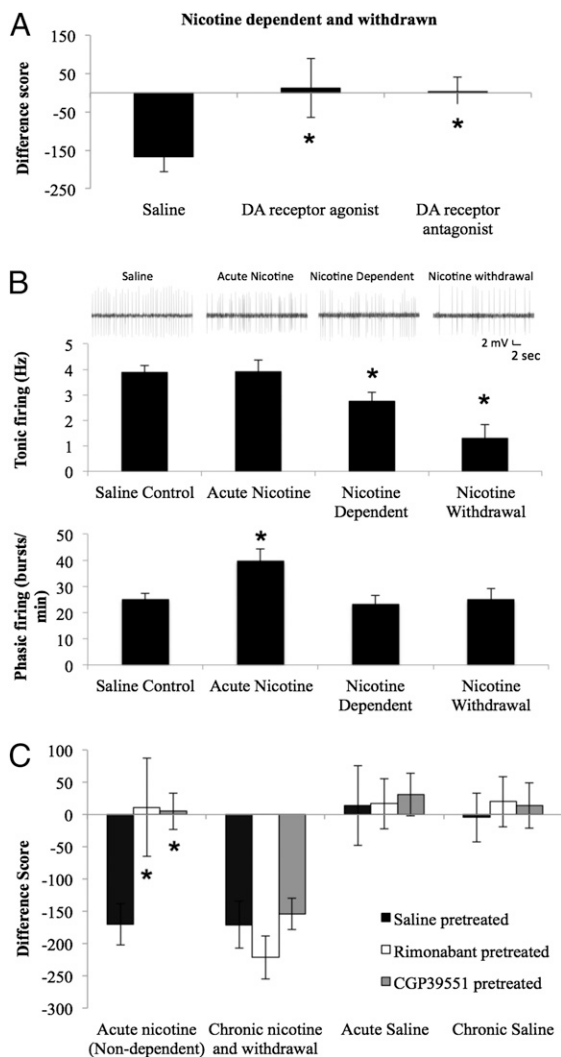 A
Nicotine dependent and withdrawn
Difference score
150
50
-50
-150
-250
Saline
DA receptor agonist
DA receptor
antagonist
*
*
B
Saline
Acute Nicotine
Nicotine Dependent
Nicotine withdrawal
2 mV
2 sec
Tonic firing (Hz)
5
4
3
2
1
0
*
*
Saline Control
Acute Nicotine
Nicotine
Dependent
Nicotine
Withdrawal
Phasic firing (bursts/
min)
50
40
30
20
10
0
*
Saline Control
Acute Nicotine
Nicotine
Dependent
Nicotine
Withdrawal
C
Difference Score
100
50
0
-50
-100
-150
-200
-250
-300
*
*
Saline pretreated
Rimonabant pretreated
CGP39551 pretreated
Acute nicotine
(Non-dependent)
Chronic nicotine
and withdrawal
Acute Saline
Chronic Saline